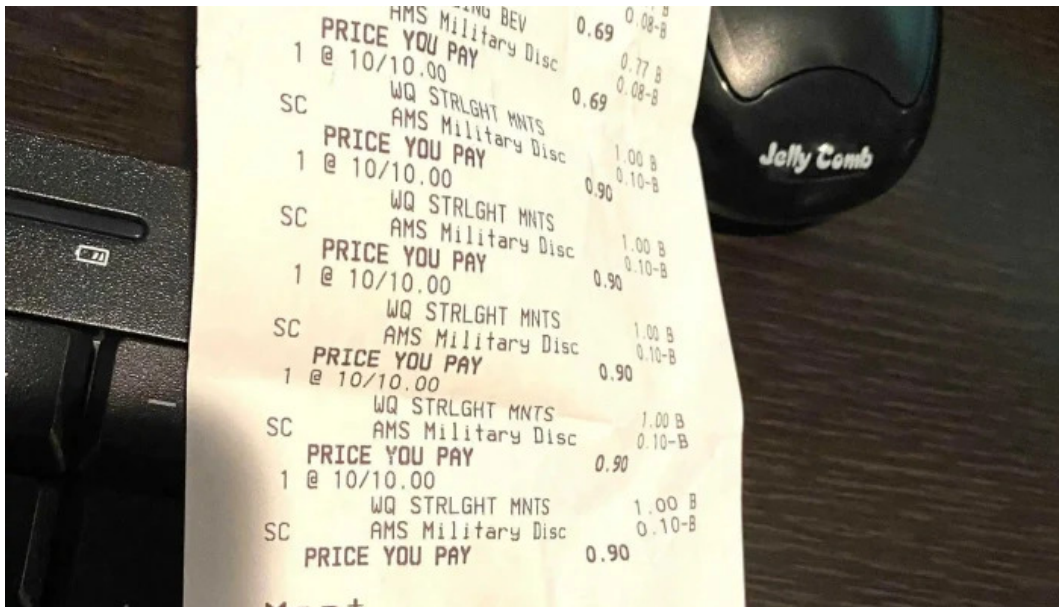 BEV
AMS Military Disc 0.08-B
PRICE YOU PAY 0.69
1 @ 10/10.00
0.77 B
0.08-B
0.69
WQ STRLGHT MNTS 1.00 B
SC AMS Military Disc 0.10-B
PRICE YOU PAY 0.90
1 @ 10/10.00
WQ STRLGHT MNTS 1.00 B
SC AMS Military Disc 0.10-B
PRICE YOU PAY 0.90
1 @ 10/10.00
WQ STRLGHT MNTS 1.00 B
SC AMS Military Disc 0.10-B
PRICE YOU PAY 0.90
1 @ 10/10.00
WQ STRLGHT MNTS 1.00 B
SC AMS Military Disc 0.10-B
PRICE YOU PAY 0.90
1 @ 10/10.00
WQ STRLGHT MNTS 1.00 B
SC AMS Military Disc 0.10-B
PRICE YOU PAY 0.90
Jelly Comb